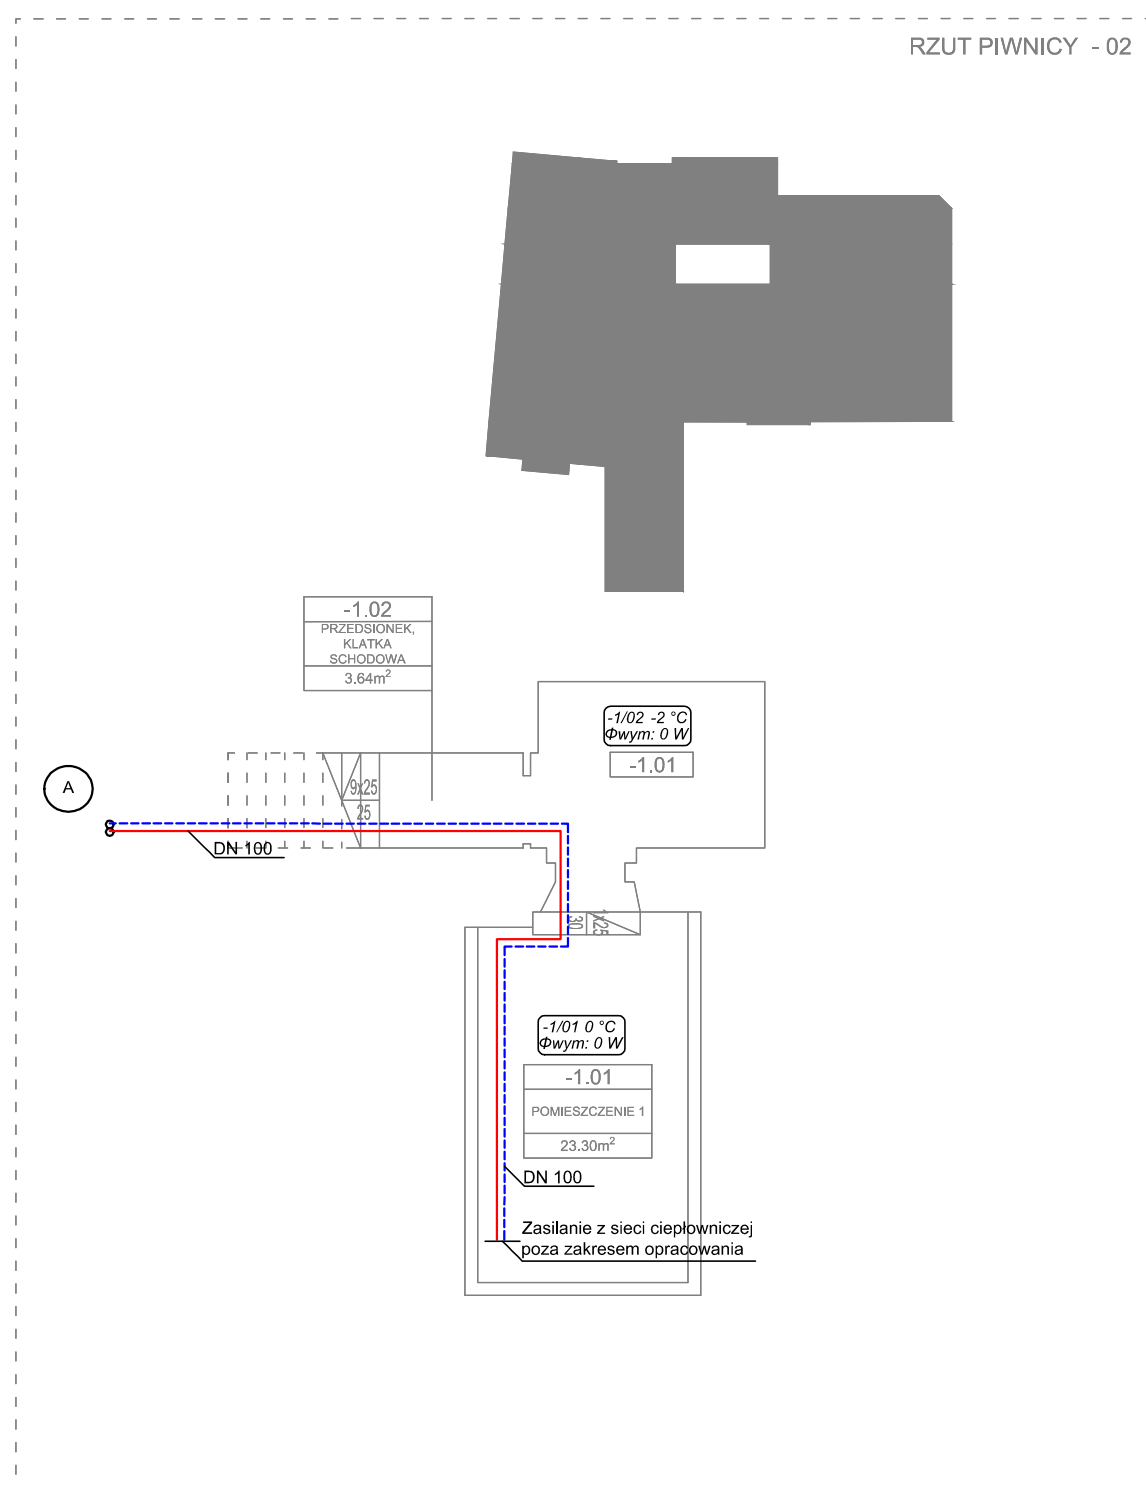 RZUT PIWNICY - 02
-1.02
PRZEDSIONEK,
KLATKA
SCHODOWA
3.64m²
-1/02 -2 °C
Φwym: 0 W
-1.01
A
9x25
25
DN 100
1x25
30
-1/01 0 °C
Φwym: 0 W
-1.01
POMIESZCZENIE 1
23.30m²
DN 100
Zasilanie z sieci ciepłowniczej
poza zakresem opracowania